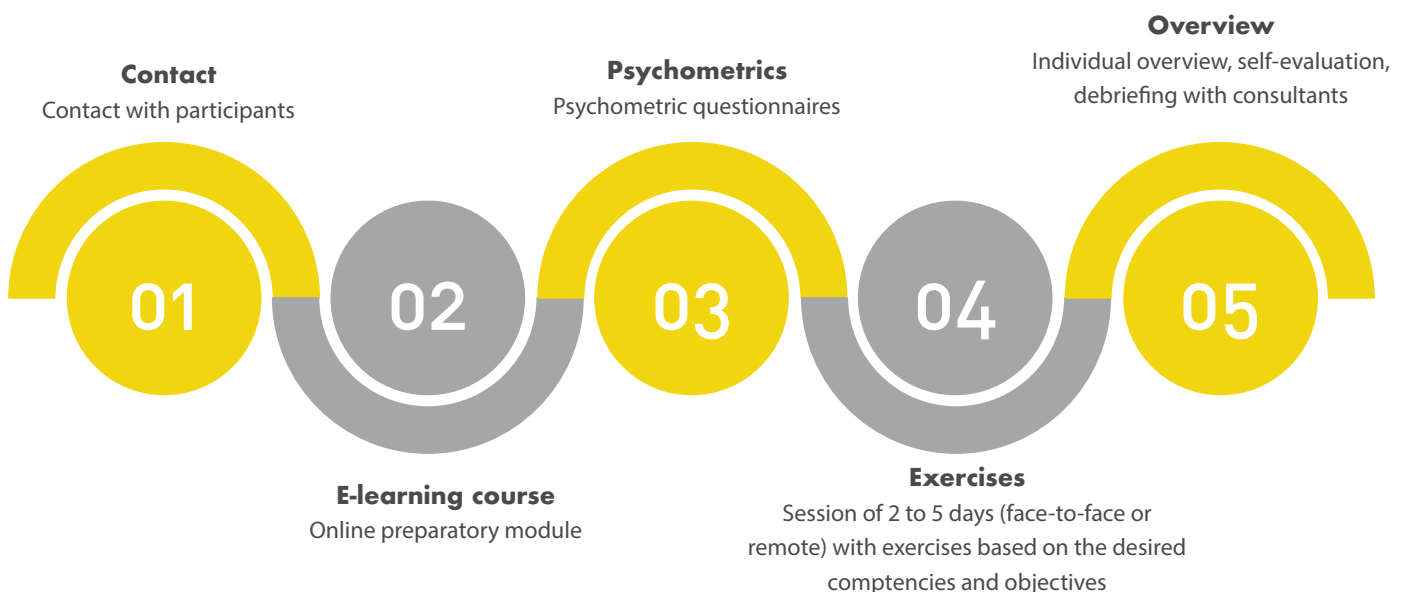 Contact
Contact with participants
01
E-learning course
Online preparatory module
02
Psychometrics
Psychometric questionnaires
03
Exercises
Session of 2 to 5 days (face-to-face or
remote) with exercises based on the desired
comptencies and objectives
04
Overview
Individual overview, self-evaluation,
debriefing with consultants
05